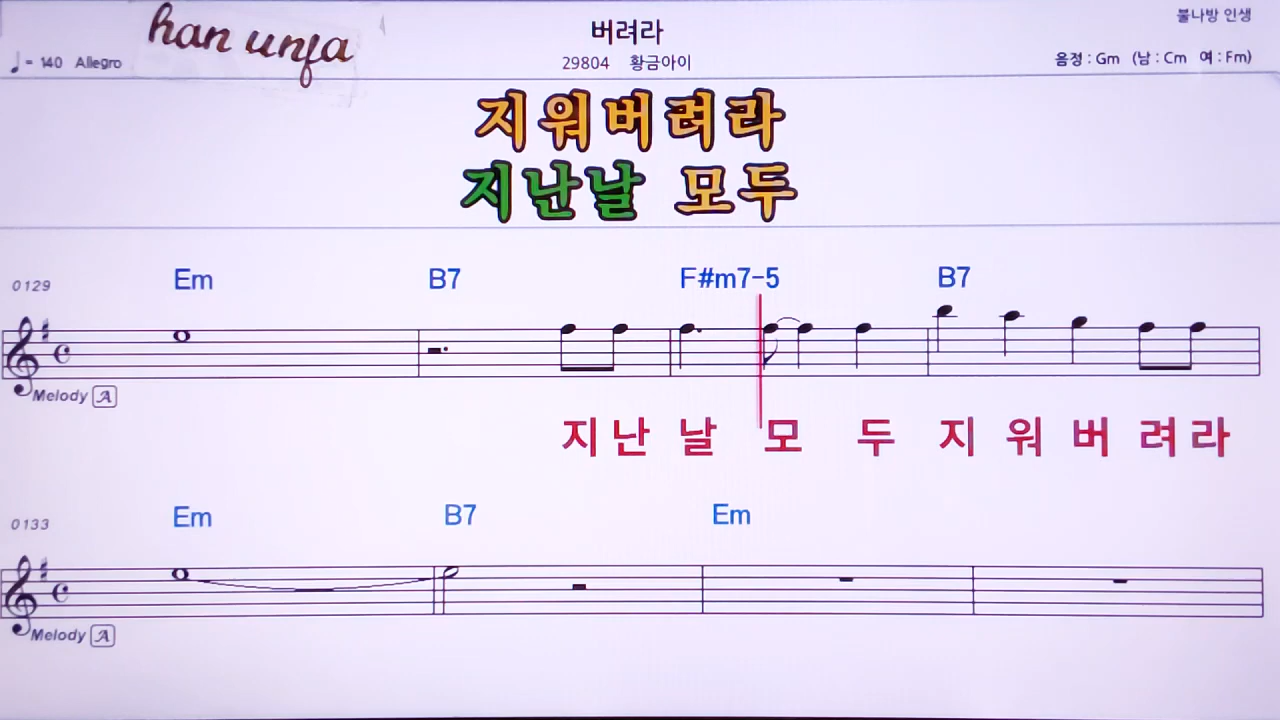 han unja
버려라
불나방 인생
♩= 140 Allegro
29804 황금아이
음정 : Gm (남 : Cm 여 : Fm)
지워버려라
지난날 모두
0129
Em B7 F#m7-5 B7
Melody A
지 난 날 모 두 지 워 버 려 라
0133
Em B7 Em
Melody A